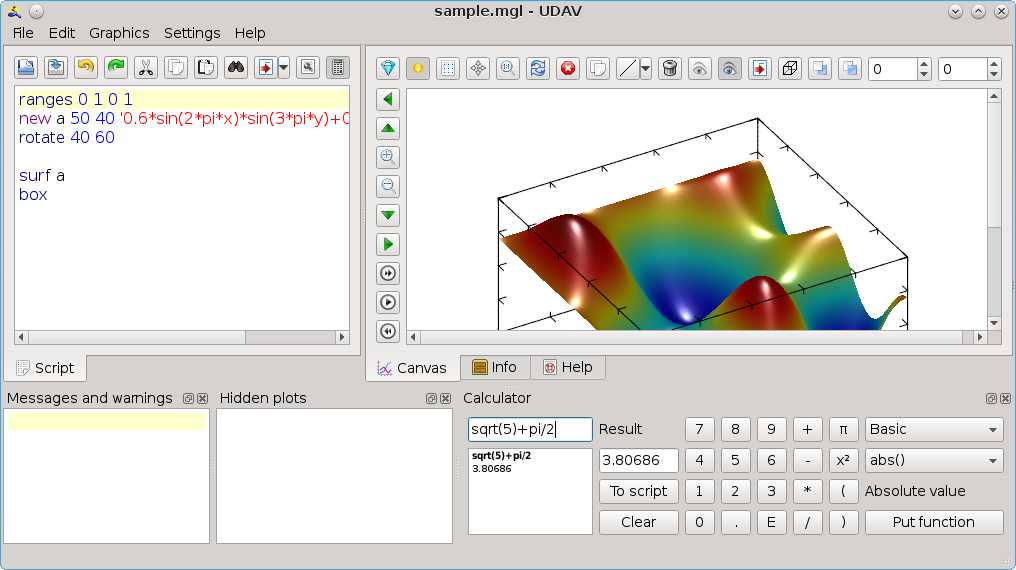 sample.mgl - UDAV
File Edit Graphics Settings Help
0 0
ranges 0 1 0 1
new a 50 40 '0.6*sin(2*pi*x)*sin(3*pi*y)+0
rotate 40 60
surf a
box
Script
Canvas Info Help
Messages and warnings
Hidden plots
Calculator
sqrt(5)+pi/2 Result 7 8 9 + π Basic
sqrt(5)+pi/2
3.80686
3.80686 4 5 6 - x² abs()
To script 1 2 3 * ( Absolute value
Clear 0 . E / ) Put function